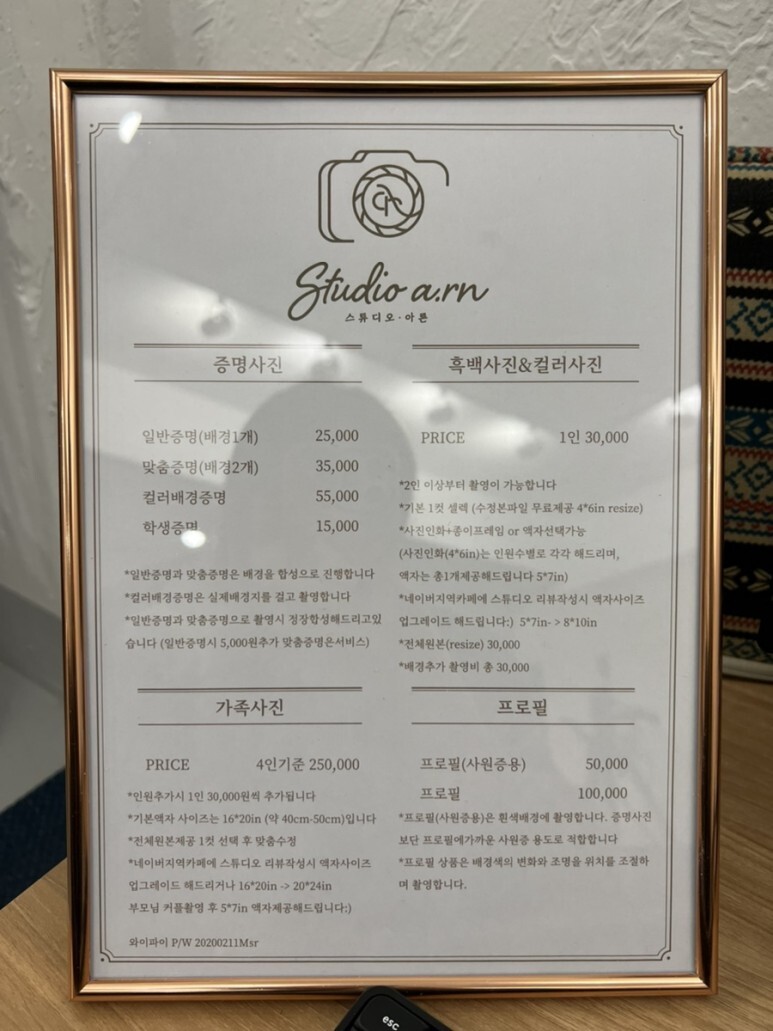 Studio a.rn
스튜디오·아른
증명사진
일반증명(배경1개) 25,000
맞춤증명(배경2개) 35,000
컬러배경증명 55,000
학생증명 15,000
*일반증명과 맞춤증명은 배경을 합성으로 진행합니다
*컬러배경증명은 실제배경지를 걸고 촬영합니다
*일반증명과 맞춤증명으로 촬영시 정장합성해드리고있
습니다 (일반증명시 5,000원추가 맞춤증명은서비스)
흑백사진&컬러사진
PRICE 1인 30,000
*2인 이상부터 촬영이 가능합니다
*기본 1컷 셀렉 (수정본파일 무료제공 4*6in resize)
*사진인화+종이프레임 or 액자선택가능
(사진인화(4*6in)는 인원수별로 각각 해드리며,
액자는 총1개제공해드립니다 5*7in)
*네이버지역카페에 스튜디오 리뷰작성시 액자사이즈
업그레이드 해드립니다:) 5*7in- > 8*10in
*전체원본(resize) 30,000
*배경추가 촬영비 총 30,000
가족사진
PRICE 4인기준 250,000
*인원추가시 1인 30,000원씩 추가됩니다
*기본액자 사이즈는 16*20in (약 40cm-50cm)입니다
*전체원본제공 1컷 선택 후 맞춤수정
*네이버지역카페에 스튜디오 리뷰작성시 액자사이즈
업그레이드 해드리거나 16*20in -> 20*24in
부모님 커플촬영 후 5*7in 액자제공해드립니다:)
프로필
프로필(사원증용) 50,000
프로필 100,000
*프로필(사원증용)은 흰색배경에 촬영합니다. 증명사진
보단 프로필에가까운 사원증 용도로 적합합니다
*프로필 상품은 배경색의 변화와 조명을 위치를 조절하
며 촬영합니다.
와이파이 P/W 20200211Msr
esc